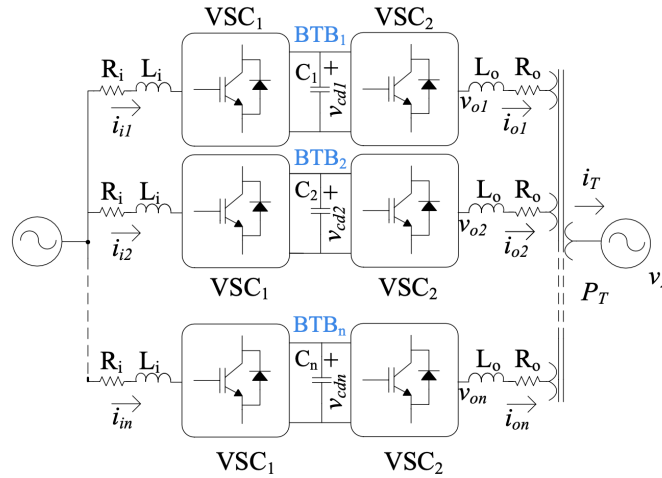 VSC1 BTB1 VSC2
Ri Li C1 + Lo Ro
ii1 vcd1 vo1 io1
BTB2
Ri Li C2 + Lo Ro iT
ii2 vcd2 vo2 io2
VSC1 VSC2 PT
BTBn
Ri Li Cn + Lo Ro
iin vcdn von ion
VSC1 VSC2